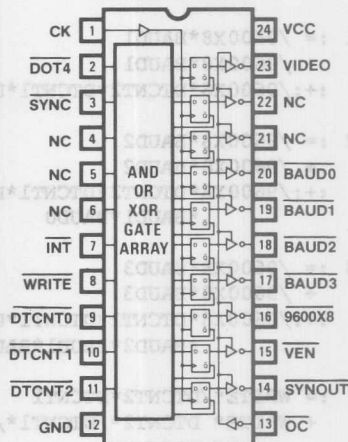 CK 1 24 VCC
DOT4 2 23 VIDEO
SYNC 3 22 NC
NC 4 21 NC
NC 5 20 BAUD0
NC 6 19 BAUD1
INT 7 18 BAUD2
WRITE 8 17 BAUD3
DTCNT0 9 16 9600X8
DTCNT1 10 15 VEN
DTCNT2 11 14 SYNOUT
GND 12 13 OC
AND
OR
XOR
GATE
ARRAY